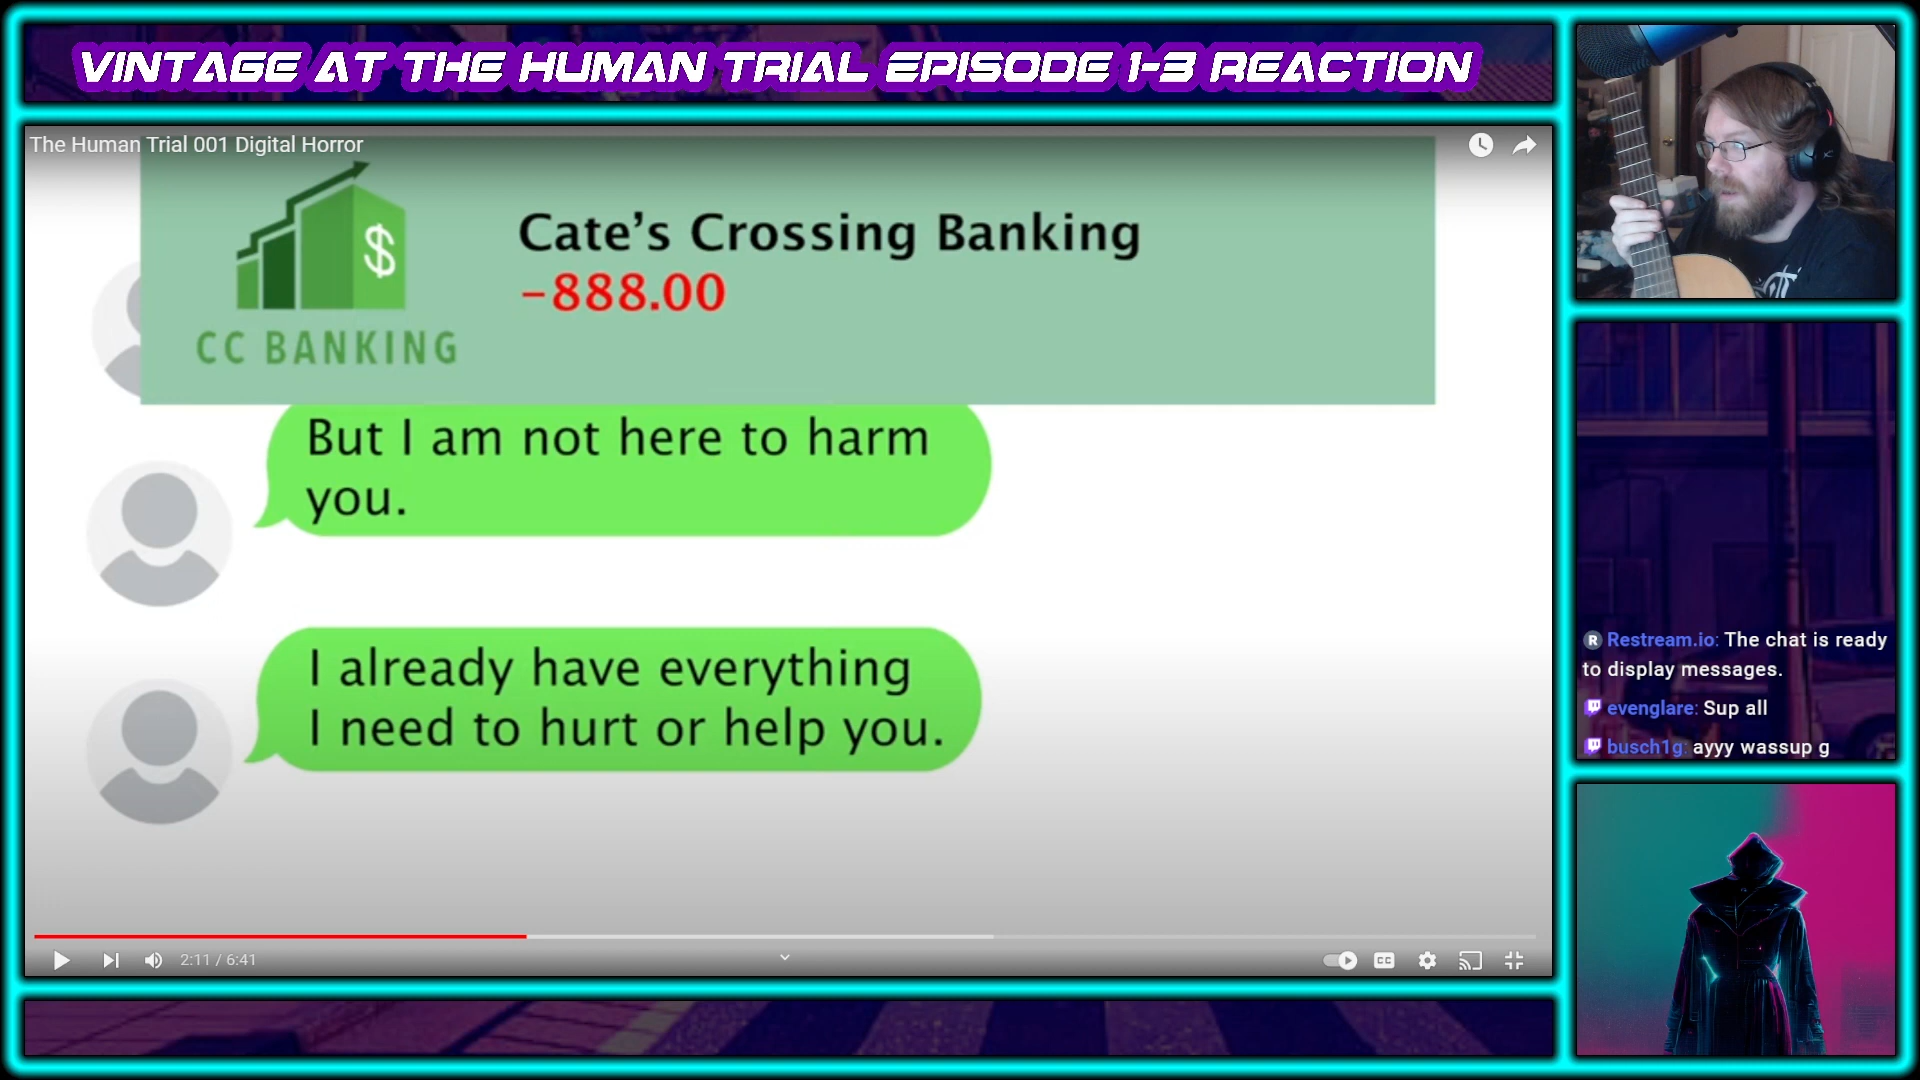 VINTAGE AT THE HUMAN TRIAL EPISODE 1-3 REACTION
The Human Trial 001 Digital Horror
$
CC BANKING
Cate's Crossing Banking
-888.00
But I am not here to harm
you.
I already have everything
I need to hurt or help you.
2:11 / 6:41
CC
R Restream.io: The chat is ready
to display messages.
evenglare: Sup all
busch1g: ayyy wassup g